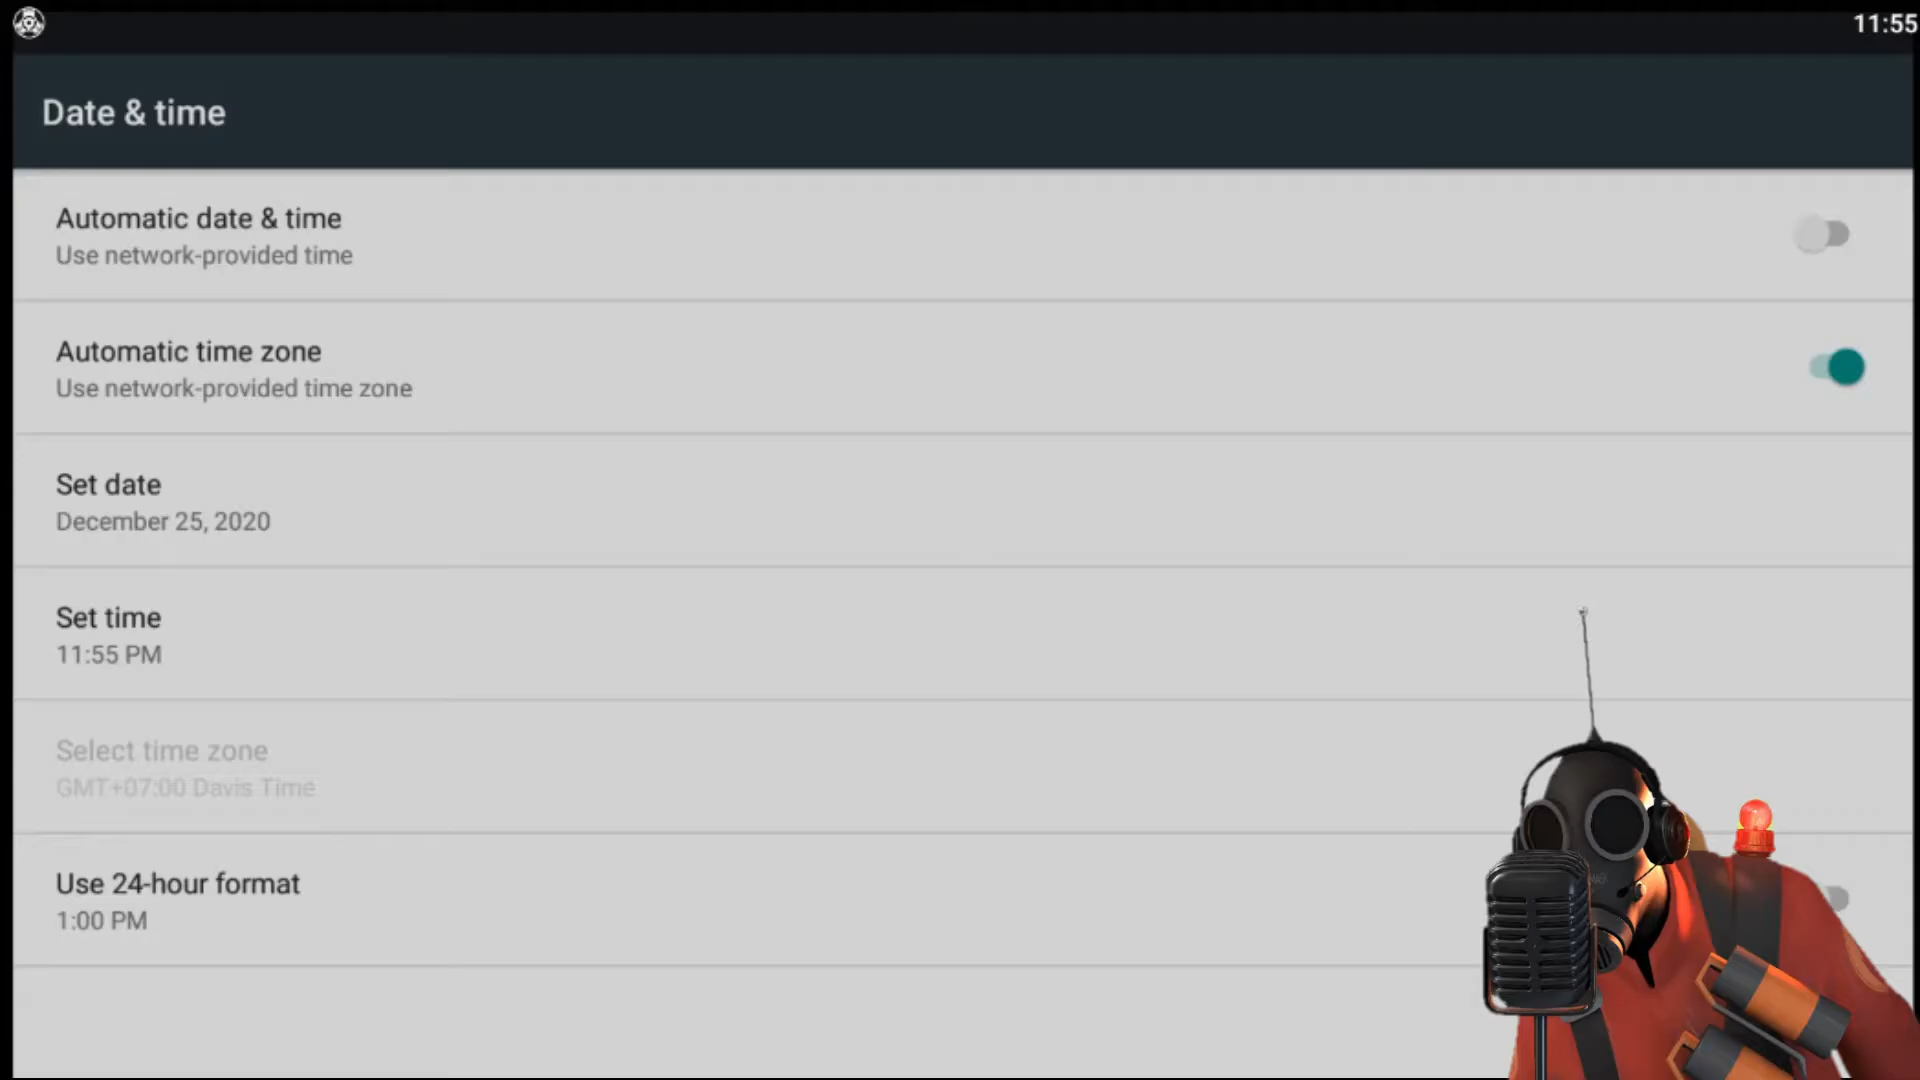 11:55
Date & time
Automatic date & time
Use network-provided time
Automatic time zone
Use network-provided time zone
Set date
December 25, 2020
Set time
11:55 PM
Select time zone
GMT+07:00 Davis Time
Use 24-hour format
1:00 PM